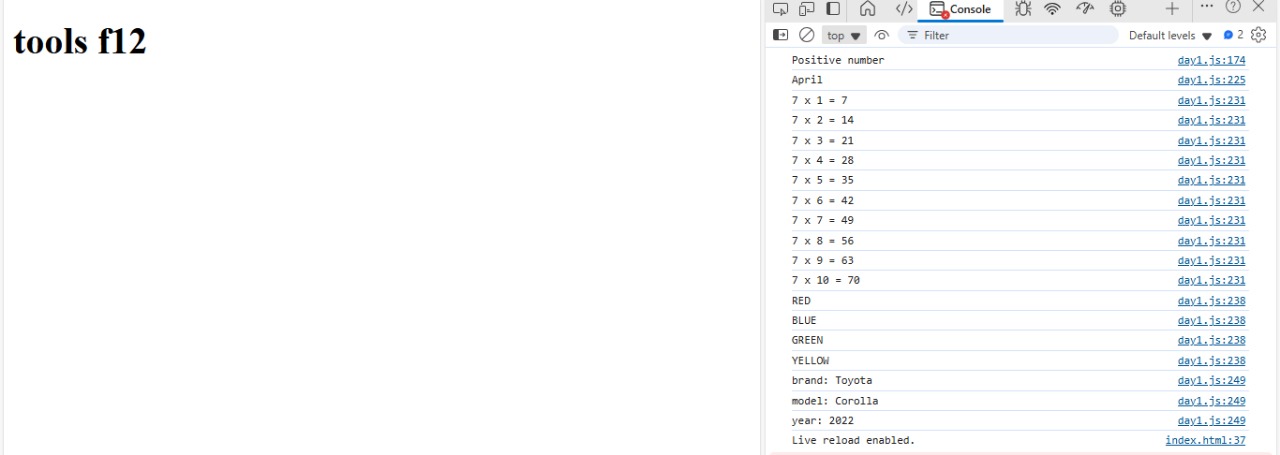 tools f12
Console
top
Filter
Default levels
2
Positive number day1.js:174
April day1.js:225
7 x 1 = 7 day1.js:231
7 x 2 = 14 day1.js:231
7 x 3 = 21 day1.js:231
7 x 4 = 28 day1.js:231
7 x 5 = 35 day1.js:231
7 x 6 = 42 day1.js:231
7 x 7 = 49 day1.js:231
7 x 8 = 56 day1.js:231
7 x 9 = 63 day1.js:231
7 x 10 = 70 day1.js:231
RED day1.js:238
BLUE day1.js:238
GREEN day1.js:238
YELLOW day1.js:238
brand: Toyota day1.js:249
model: Corolla day1.js:249
year: 2022 day1.js:249
Live reload enabled. index.html:37